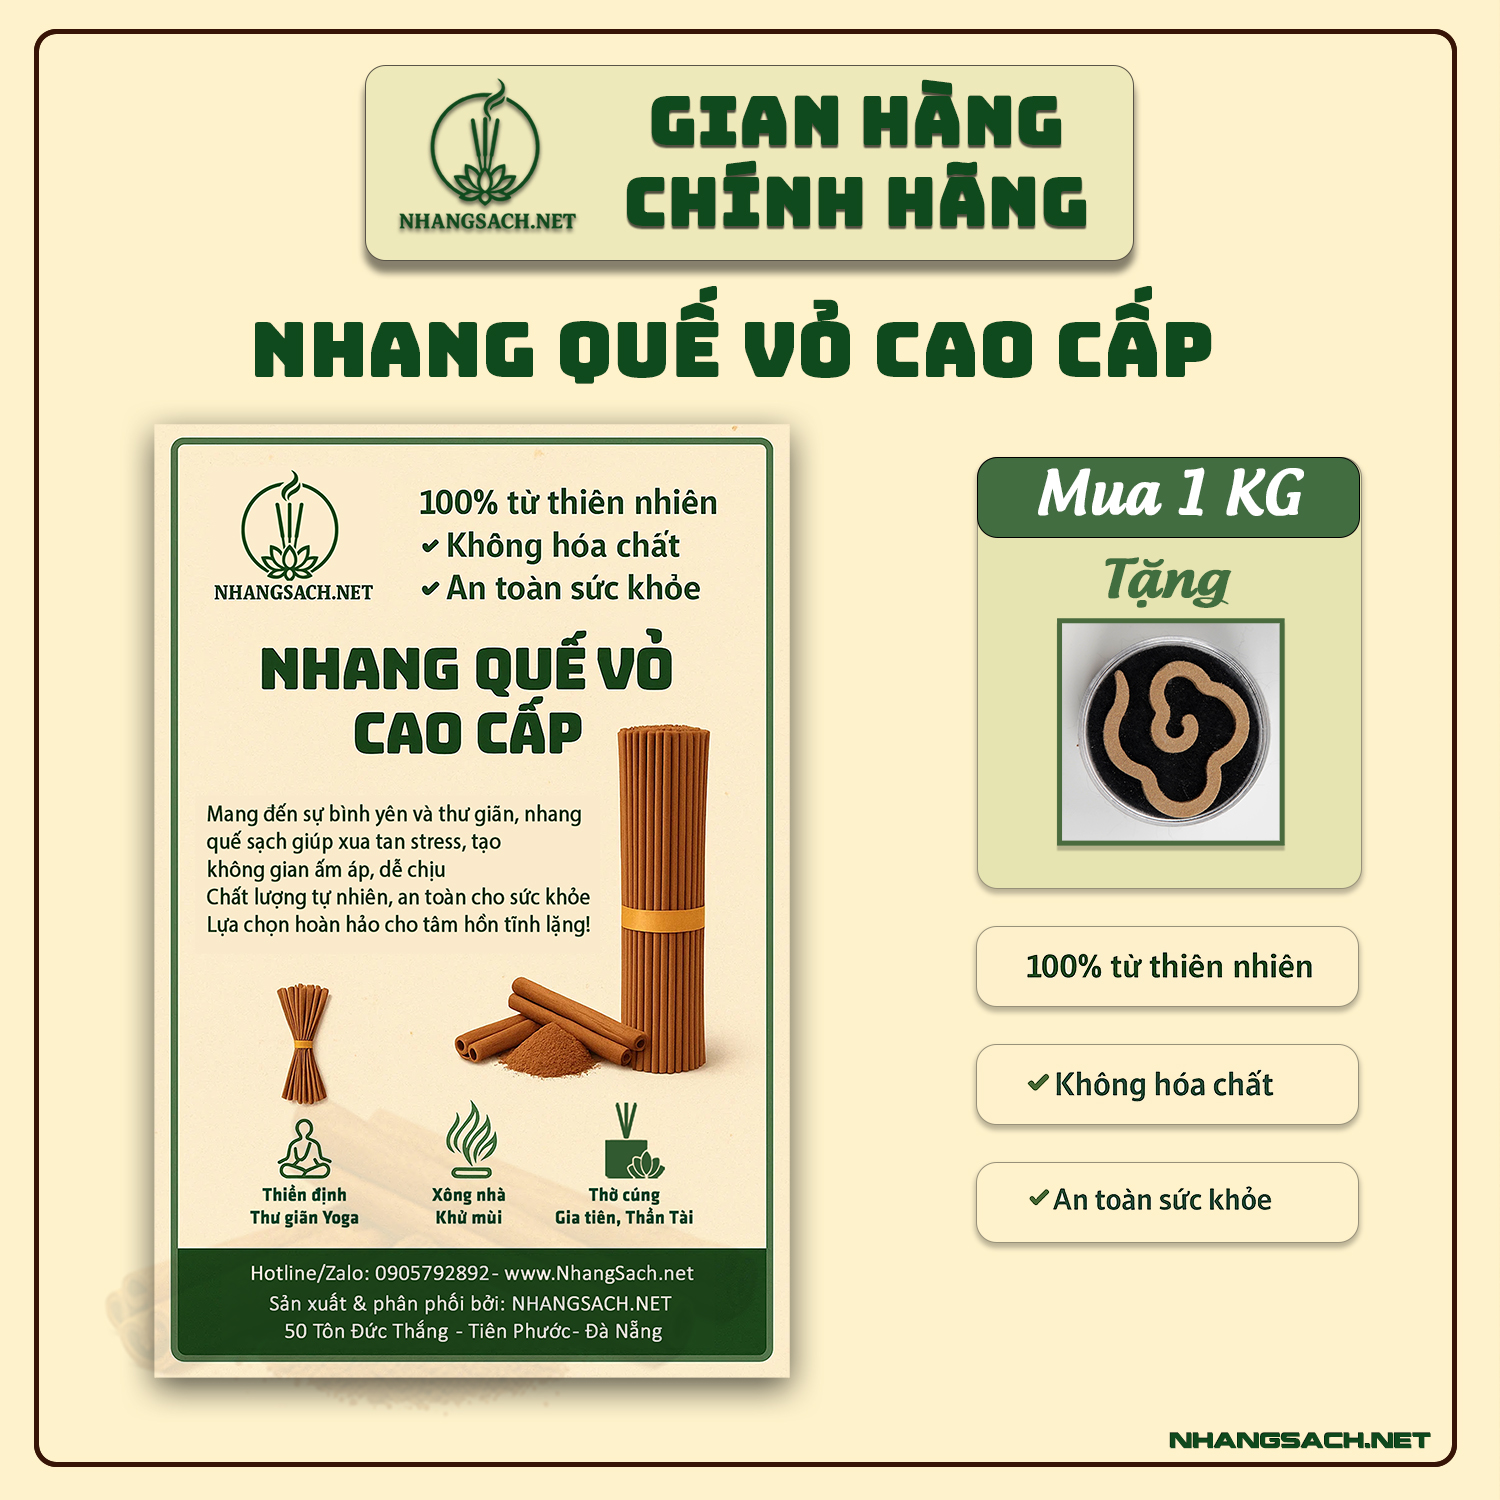 NHANGSACH.NET
GIAN HÀNG
CHÍNH HÃNG
NHANG QUẾ VỎ CAO CẤP
NHANGSACH.NET
100% từ thiên nhiên
✓ Không hóa chất
✓ An toàn sức khỏe
NHANG QUẾ VỎ
CAO CẤP
Mang đến sự bình yên và thư giãn, nhang
quế sạch giúp xua tan stress, tạo
không gian ấm áp, dễ chịu
Chất lượng tự nhiên, an toàn cho sức khỏe
Lựa chọn hoàn hảo cho tâm hồn tĩnh lặng!
Thiền định
Thư giãn Yoga
Xông nhà
Khử mùi
Thờ cúng
Gia tiên, Thần Tài
Hotline/Zalo: 0905792892- www.NhangSach.net
Sản xuất & phân phối bởi: NHANGSACH.NET
50 Tôn Đức Thắng - Tiên Phước- Đà Nẵng
Mua 1 KG
Tặng
100% từ thiên nhiên
✓ Không hóa chất
✓ An toàn sức khỏe
NHANGSACH.NET